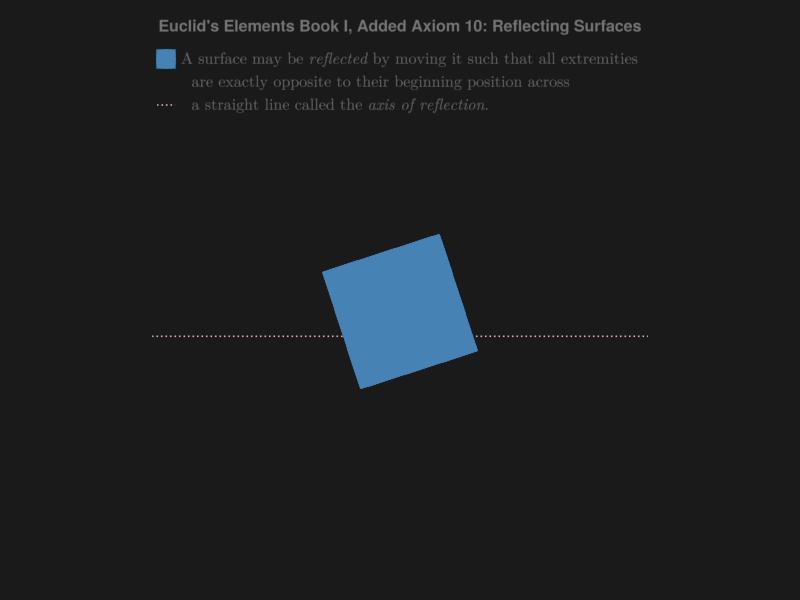 Euclid's Elements Book I, Added Axiom 10: Reflecting Surfaces
A surface may be reflected by moving it such that all extremities
are exactly opposite to their beginning position across
a straight line called the axis of reflection.